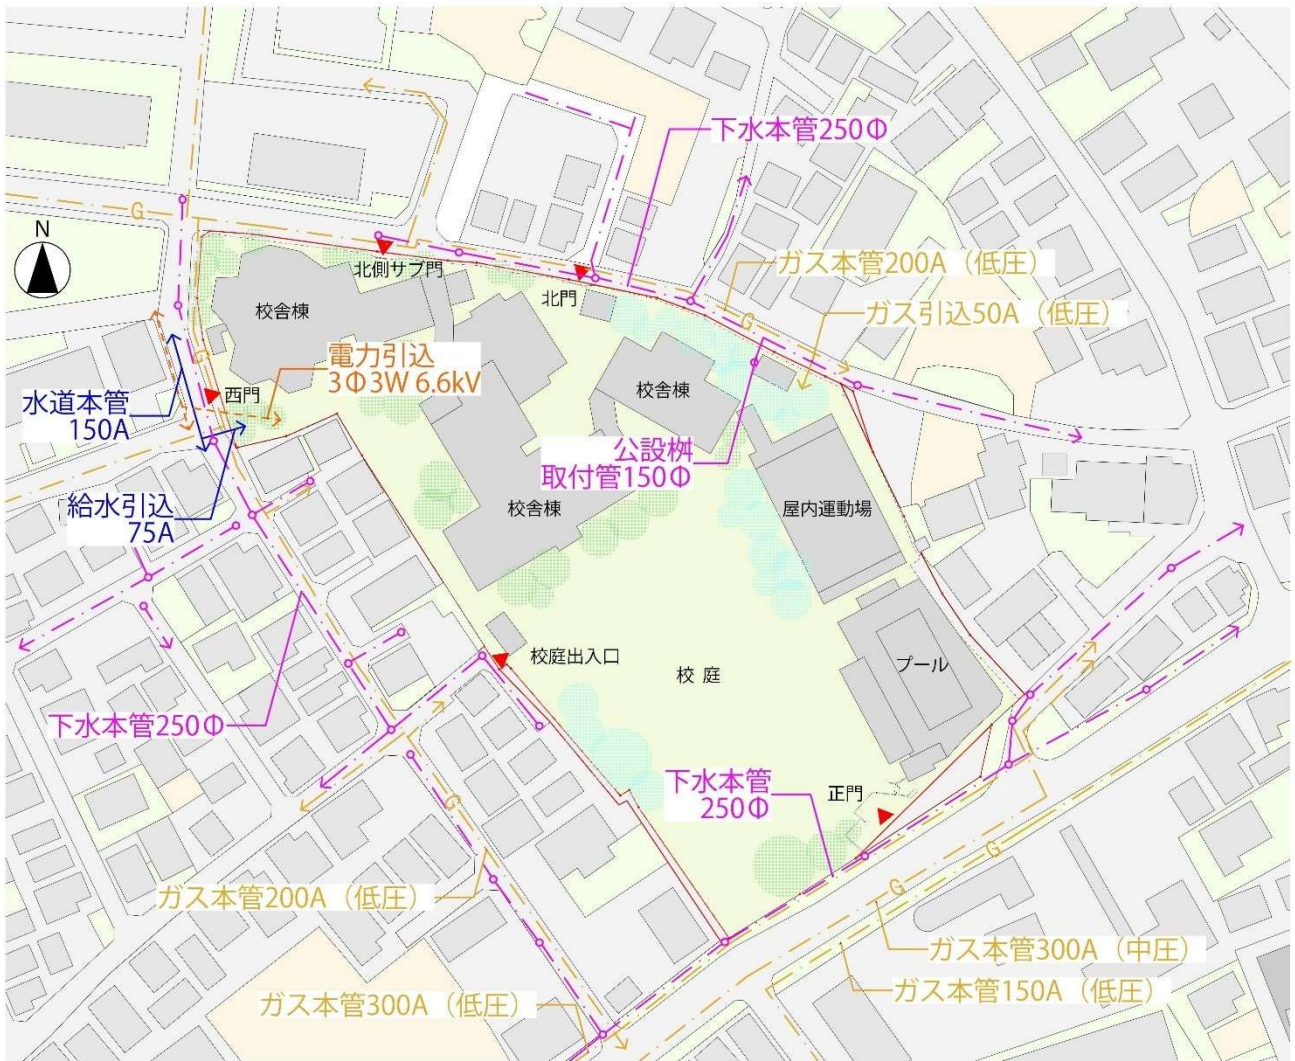 下水本管250Φ
G
N
北側サブ門
ガス本管200A（低圧）
北門
校舎棟
ガス引込50A（低圧）
G
G
電力引込
3Φ3W 6.6kV
校舎棟
西門
水道本管
150A
公設桝
取付管150Φ
給水引込
75A
校舎棟
屋内運動場
校庭出入口
校 庭
プール
下水本管250Φ
下水本管
250Φ
正門
G
G
ガス本管200A（低圧）
G
ガス本管300A（中圧）
ガス本管150A（低圧）
ガス本管300A（低圧）